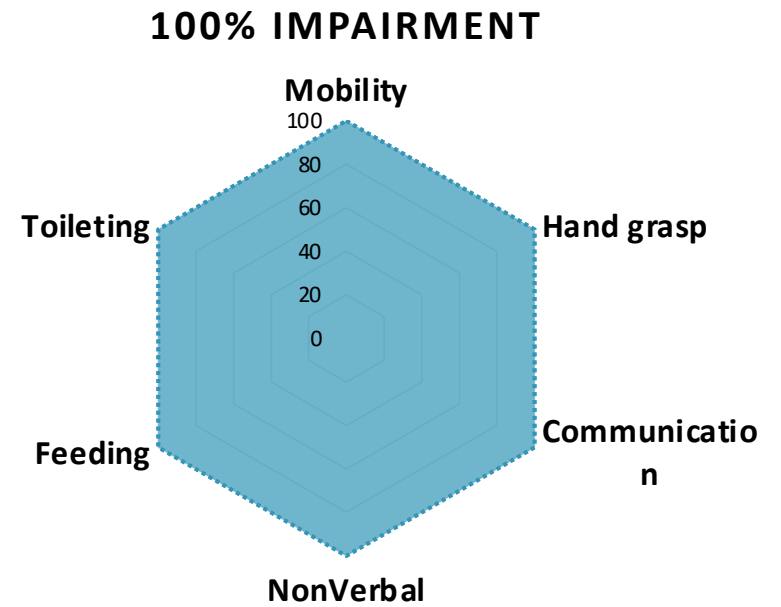 100% IMPAIRMENT
Mobility
100
80
60
40
20
0
Hand grasp
Communicatio
n
NonVerbal
Feeding
Toileting